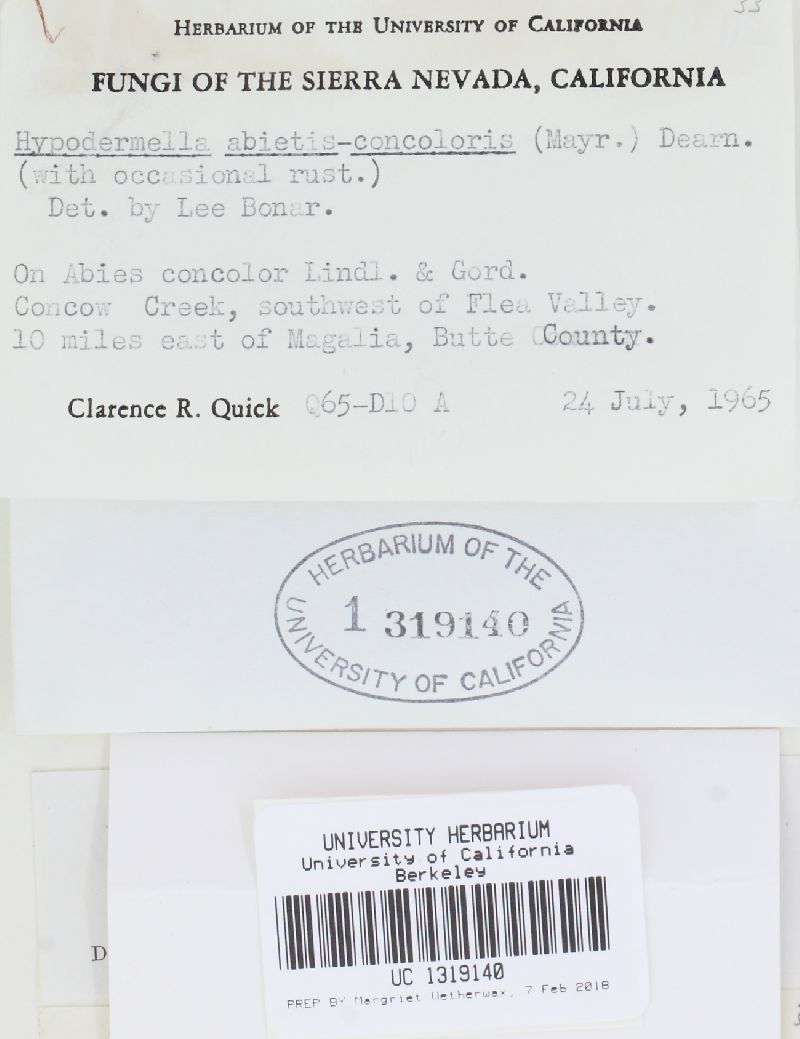 33
HERBARIUM OF THE UNIVERSITY OF CALIFORNIA
FUNGI OF THE SIERRA NEVADA, CALIFORNIA
Hypodermella abietis-concoloris (Mayr.) Dearn.
(with occasional rust.)
Det. by Lee Bonar.
On Abies concolor Lindl. & Gord.
Concow Creek, southwest of Flea Valley.
10 miles east of Magalia, Butte County.
Clarence R. Quick Q65-D10 A 24 July, 1965
HERBARIUM OF THE
1 319140
UNIVERSITY OF CALIFORNIA
UNIVERSITY HERBARIUM
University of California
Berkeley
UC 1319140
PREP BY Margriet Wetherwax, 7 Feb 2018
D